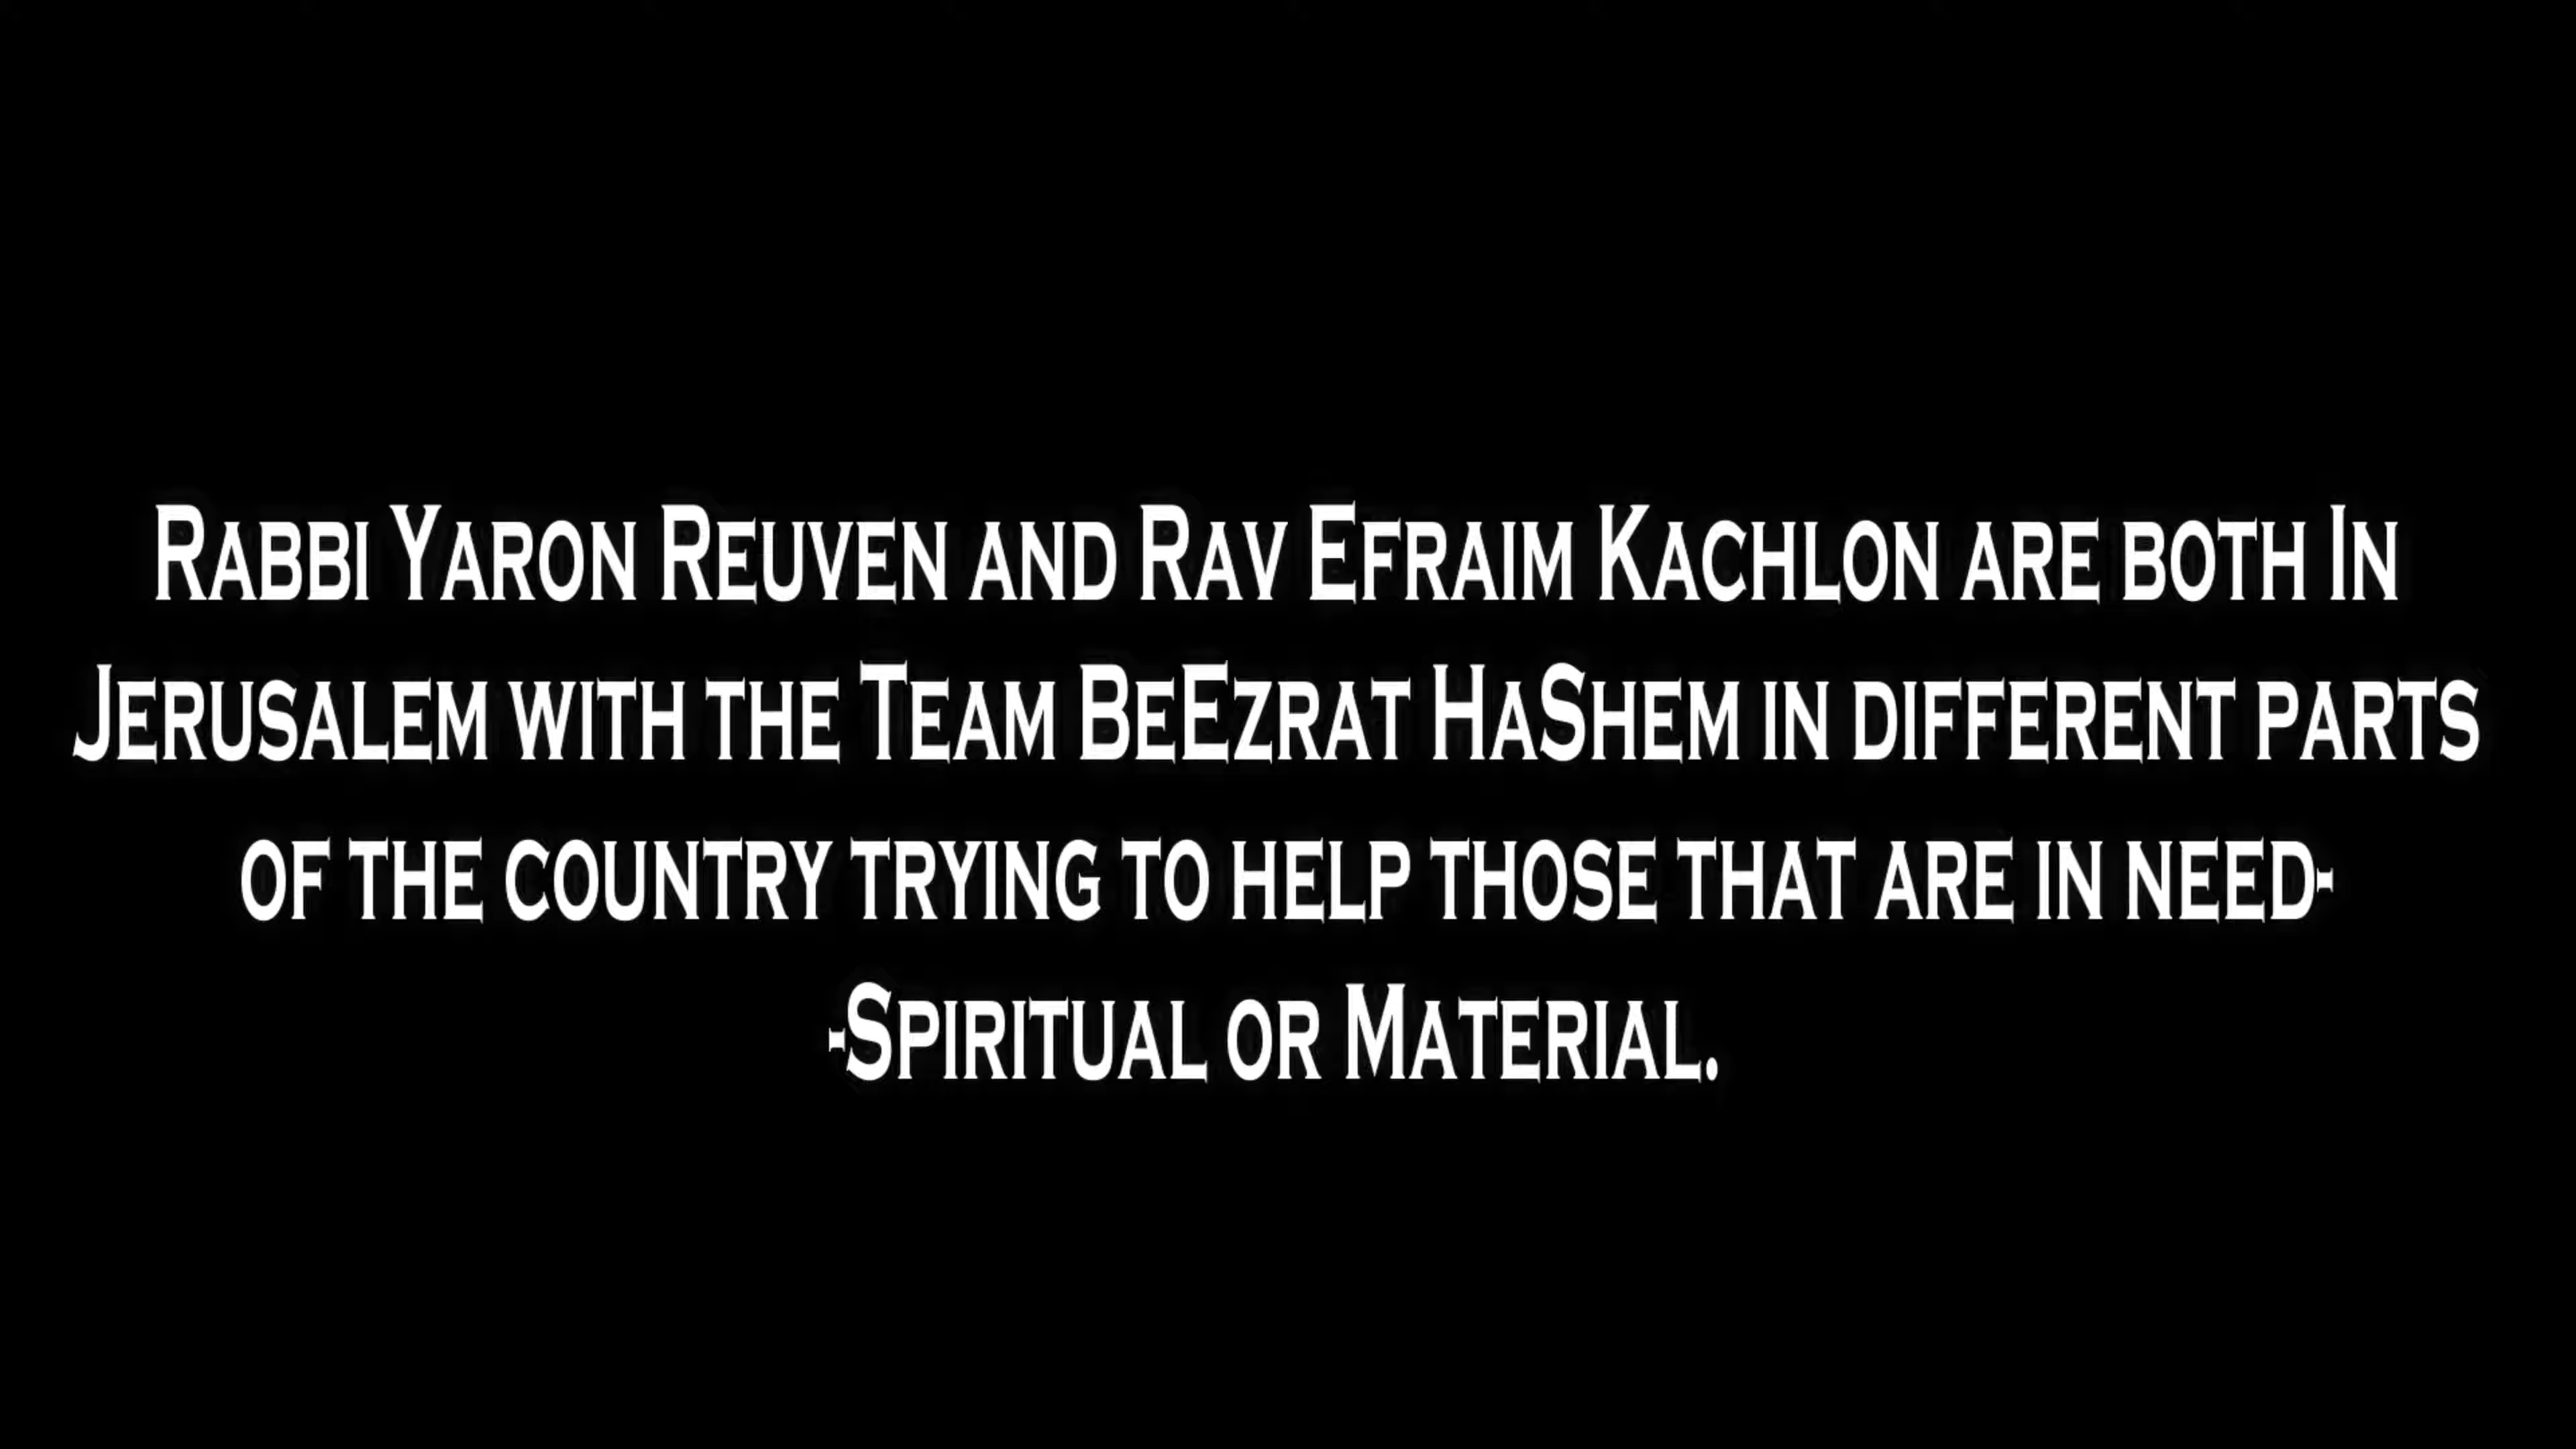 Rabbi Yaron Reuven and Rav Efraim Kachlon are both In
Jerusalem with the Team BeEzrat HaShem in different parts
of the country trying to help those that are in need-
-Spiritual or Material.